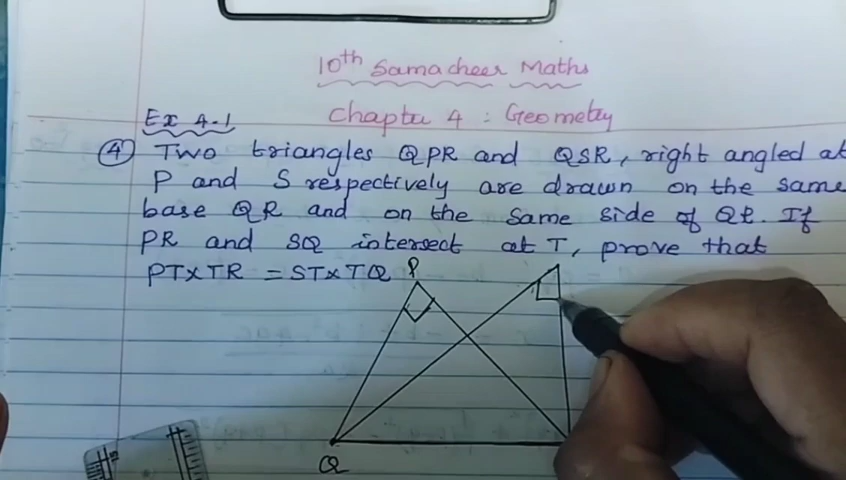 10th Samacheer Maths
Ex 4.1
Chapter 4 : Geometry
④ Two triangles QPR and QSR, right angled at
P and S respectively are drawn on the same
base QR and on the same side of QR. If
PR and SQ intersect at T, prove that
PT×TR = ST×TQ
P
Q